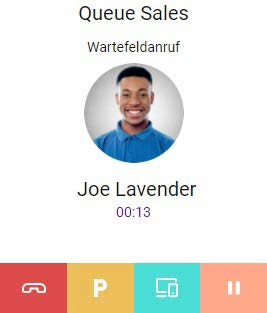 Queue Sales
Wartefeldanruf
Joe Lavender
00:13
P